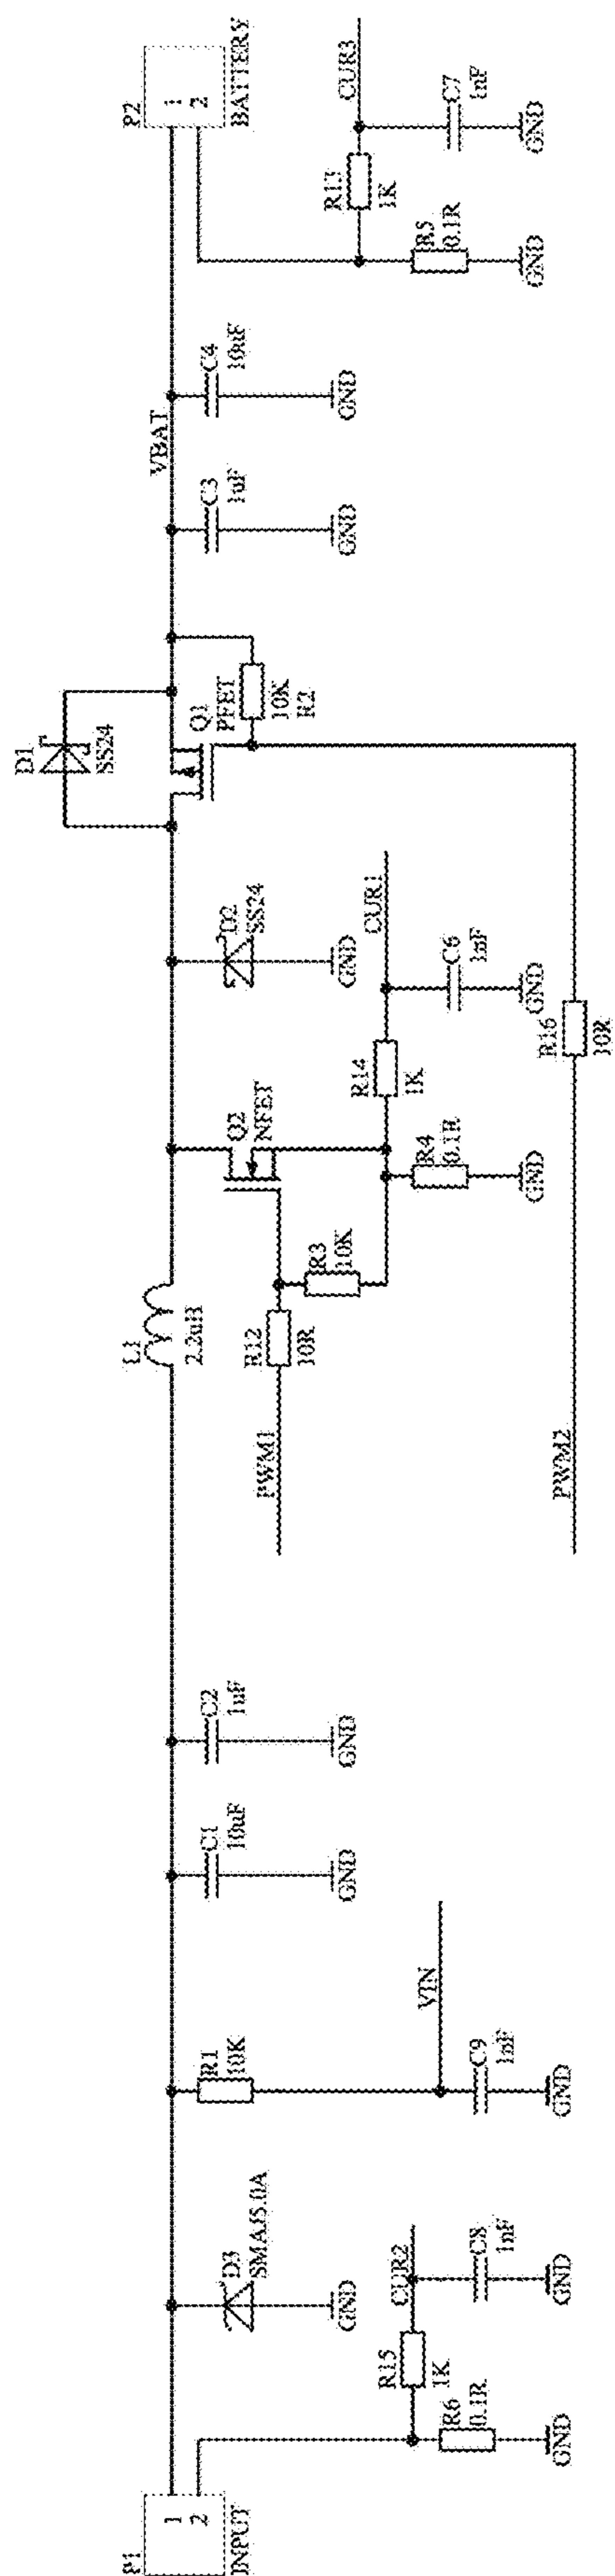 P1
1
2
INPUT
R15
1K
R6
0.1R
GND
CUR2
C8
1nF
GND
D3
SMAJ5.0A
GND
R1
10K
VIN
C9
1nF
GND
C1
10uF
GND
C2
1uF
GND
L1
2.2uH
PWM1
R12
10R
R3
10K
Q2
NFET
R14
1K
R4
0.1R
GND
CUR1
C6
1nF
GND
D2
SS24
GND
PWM2
R16
10R
D1
SS24
Q1
PFET
10K
R2
C3
1uF
GND
VBAT
C4
10uF
GND
P2
1
2
BATTERY
R13
1K
R5
0.1R
GND
CUR3
C7
1nF
GND